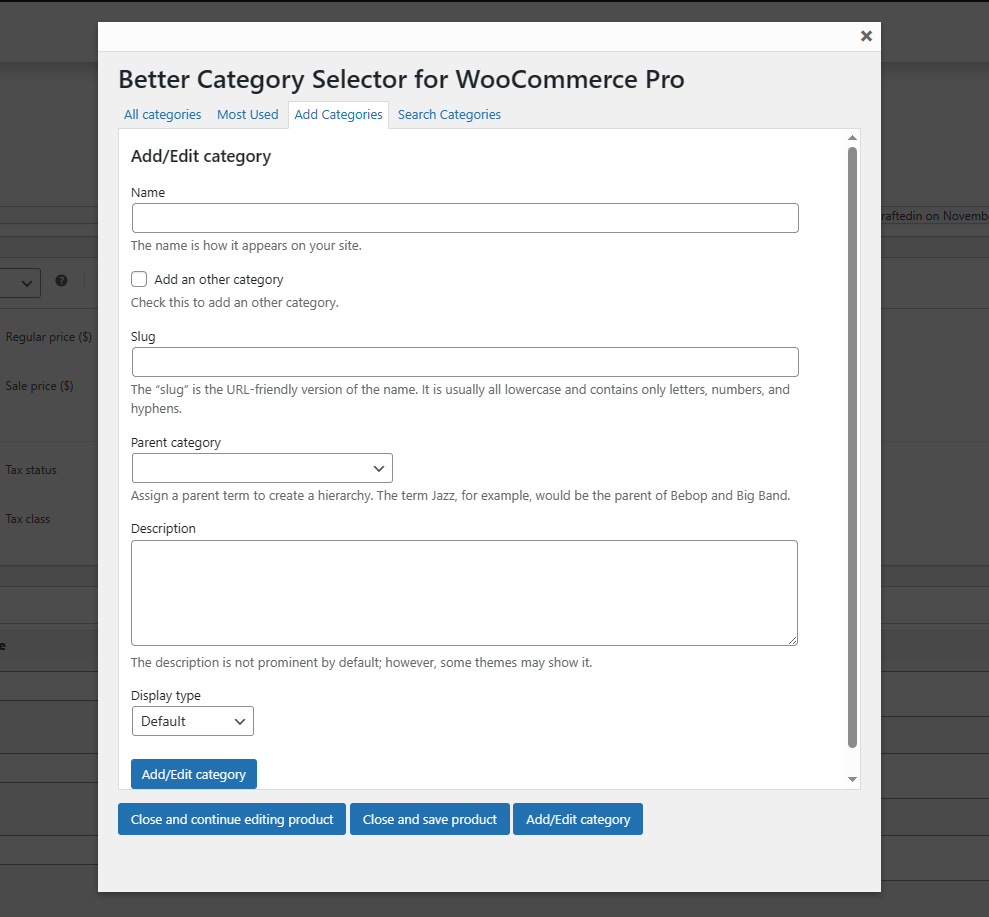 Better Category Selector for WooCommerce Pro
All categories Most Used Add Categories Search Categories
Add/Edit category
Name
The name is how it appears on your site.
Add an other category
Check this to add an other category.
Slug
The “slug” is the URL-friendly version of the name. It is usually all lowercase and contains only letters, numbers, and
hyphens.
Parent category
Assign a parent term to create a hierarchy. The term Jazz, for example, would be the parent of Bebop and Big Band.
Description
The description is not prominent by default; however, some themes may show it.
Display type
Default
Add/Edit category
Close and continue editing product Close and save product Add/Edit category
raftedin on Novemb
Regular price ($)
Sale price ($)
Tax status
Tax class